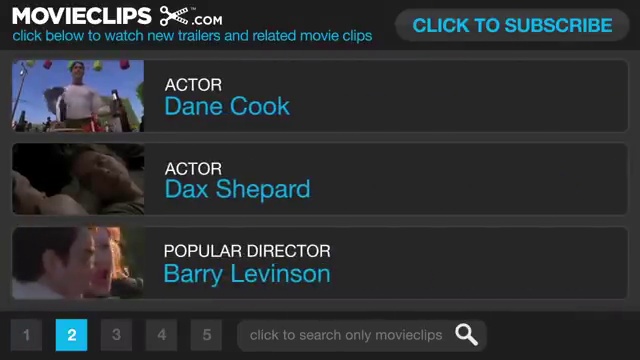 MOVIECLIPS .COM
click below to watch new trailers and related movie clips
CLICK TO SUBSCRIBE
ACTOR
Dane Cook
ACTOR
Dax Shepard
POPULAR DIRECTOR
Barry Levinson
1 2 3 4 5 click to search only movieclips